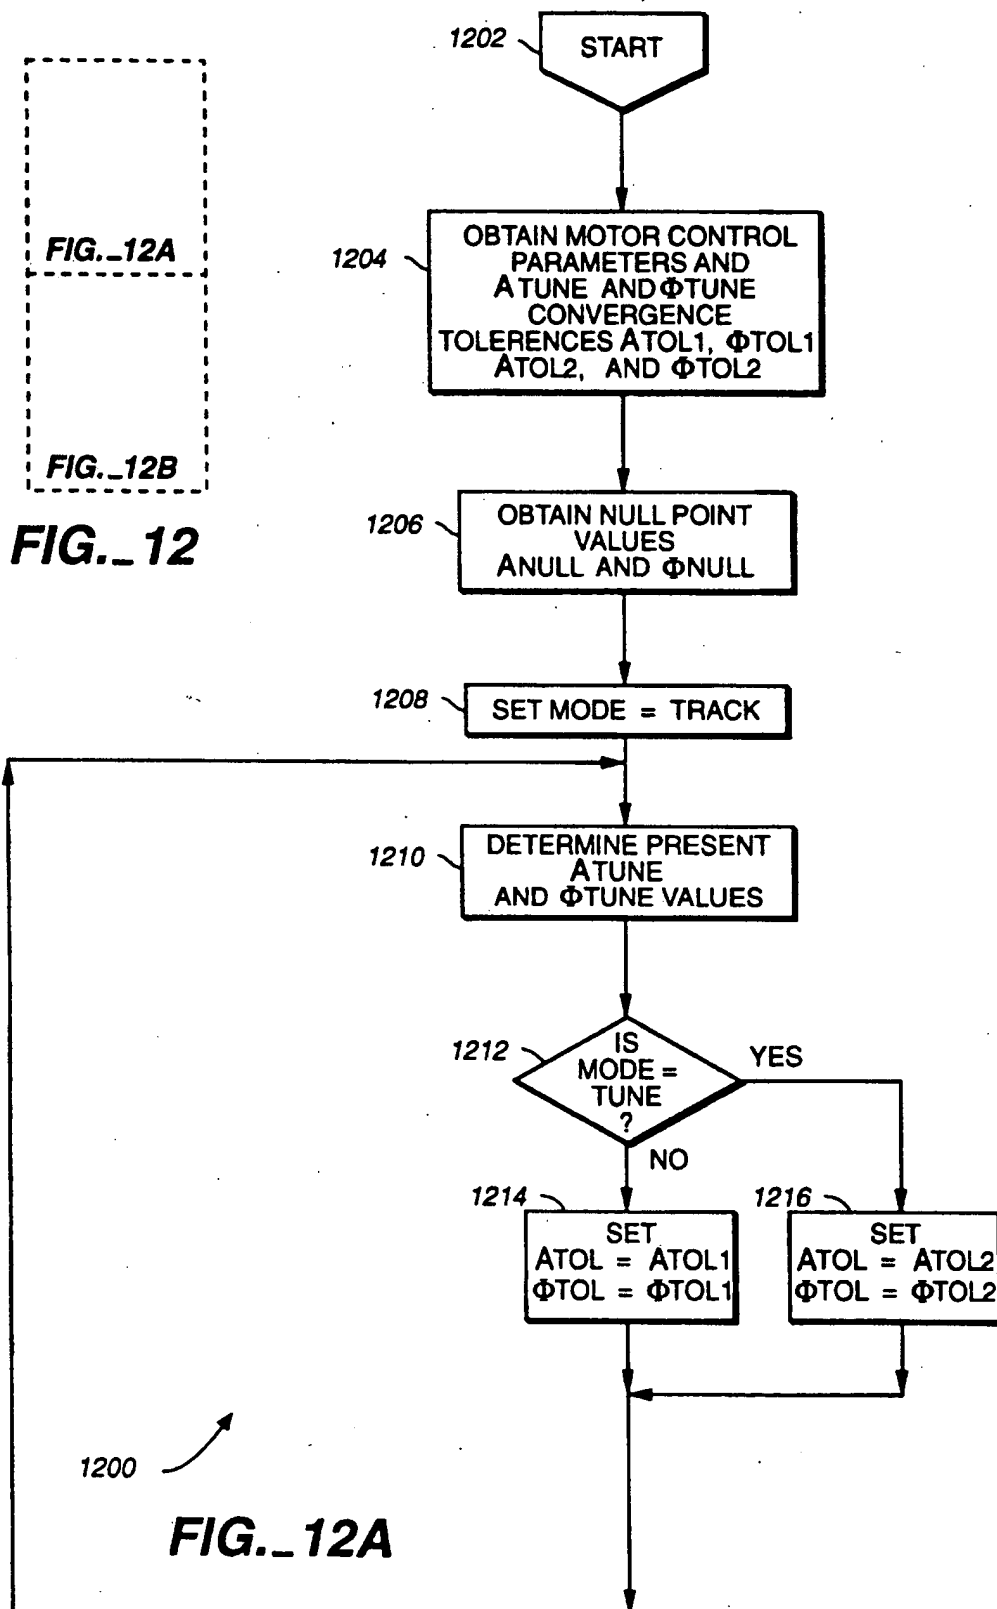 1202
START
FIG._12A
FIG._12B
FIG._12
1204
OBTAIN MOTOR CONTROL
PARAMETERS AND
ATUNE AND ΦTUNE
CONVERGENCE
TOLERENCES ATOL1, ΦTOL1
ATOL2, AND ΦTOL2
1206
OBTAIN NULL POINT
VALUES
ANULL AND ΦNULL
1208
SET MODE = TRACK
1210
DETERMINE PRESENT
ATUNE
AND ΦTUNE VALUES
1212
IS
MODE =
TUNE
?
YES
NO
1214
SET
ATOL = ATOL1
ΦTOL = ΦTOL1
1216
SET
ATOL = ATOL2
ΦTOL = ΦTOL2
1200
FIG._12A